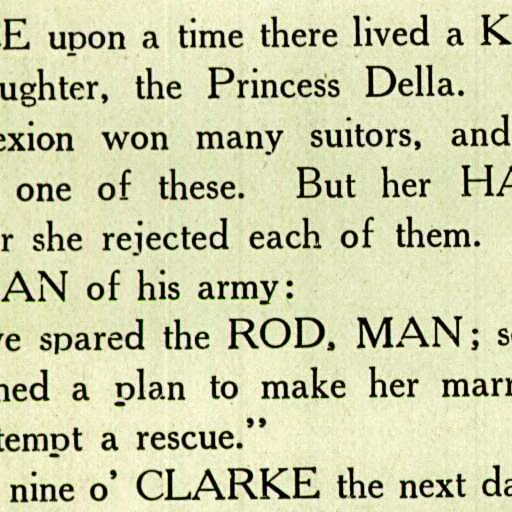 E upon a time there lived a K
ughter, the Princess Della.
exion won many suitors, and
one of these. But her HA
r she rejected each of them.
AN of his army:
ve spared the ROD, MAN; s
ned a plan to make her marr
tempt a rescue."
nine o' CLARKE the next da